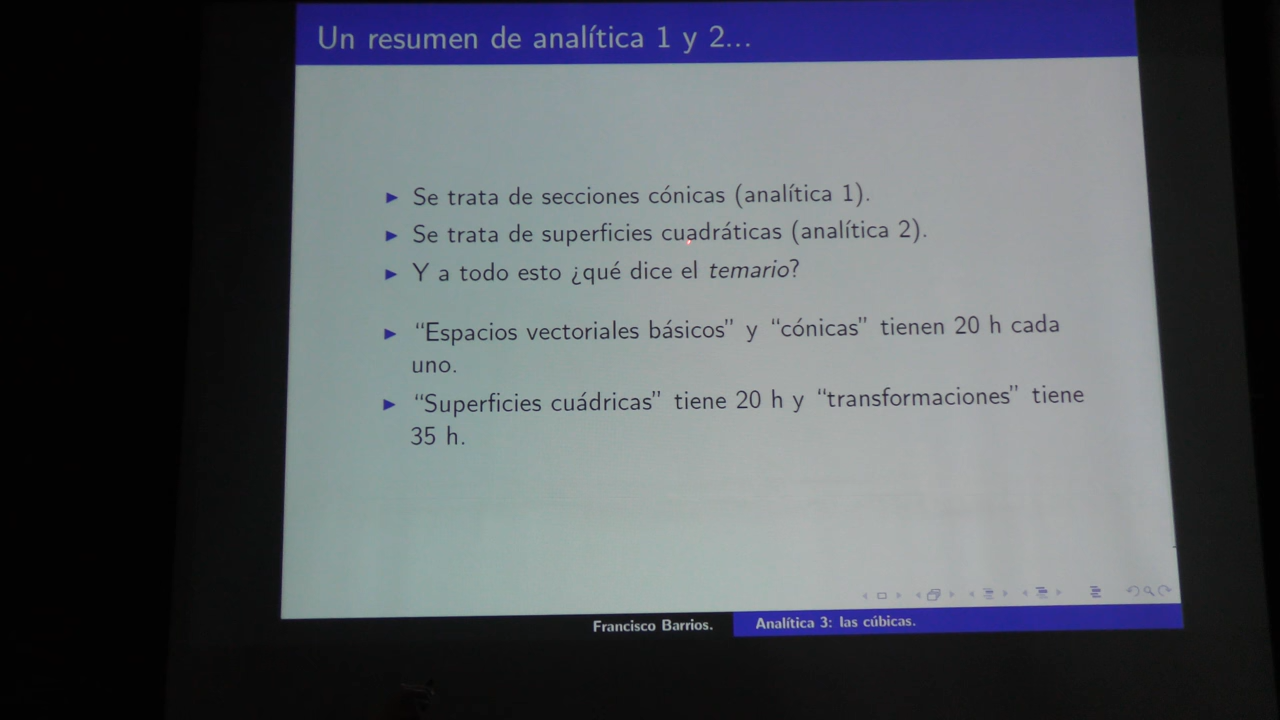 Un resumen de analítica 1 y 2...
▶ Se trata de secciones cónicas (analítica 1).
▶ Se trata de superficies cuadráticas (analítica 2).
▶ Y a todo esto ¿qué dice el temario?
▶ “Espacios vectoriales básicos” y “cónicas” tienen 20 h cada
uno.
▶ “Superficies cuádricas” tiene 20 h y “transformaciones” tiene
35 h.
Francisco Barrios.
Analítica 3: las cúbicas.